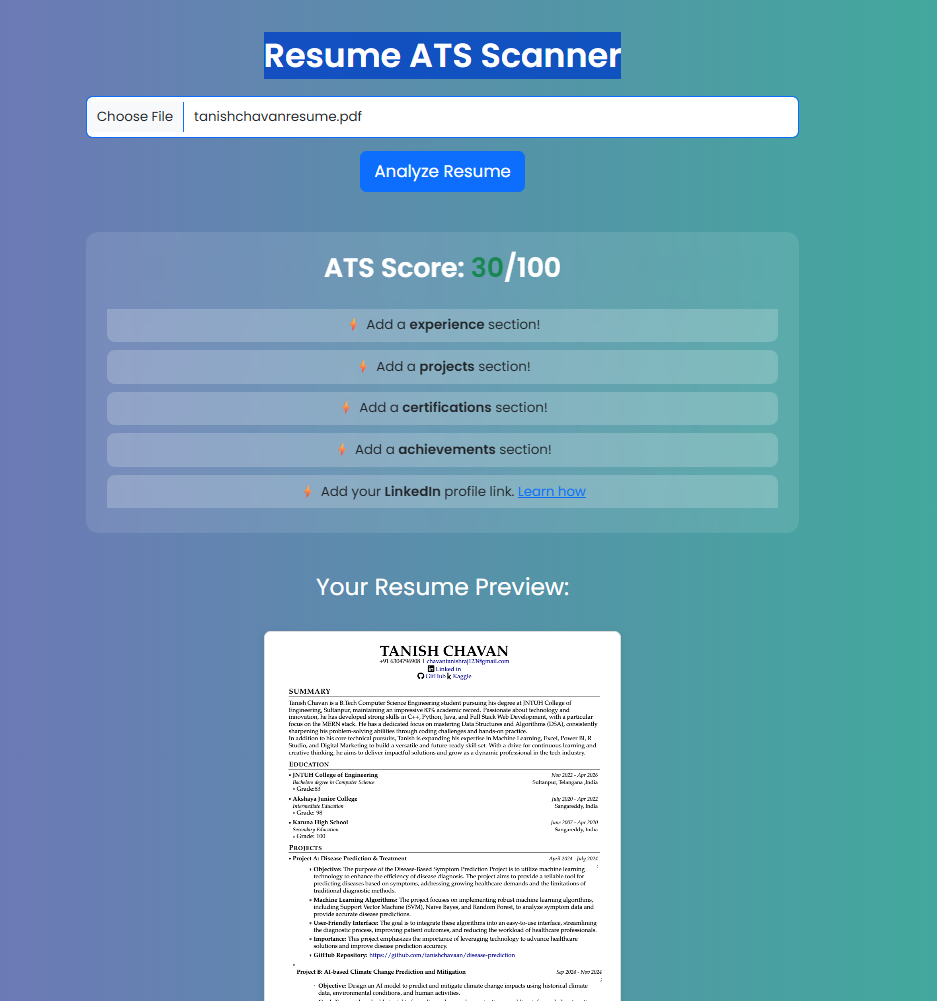 Resume ATS Scanner
Choose File tanishchavanresume.pdf
Analyze Resume
ATS Score: 30/100
Add a experience section!
Add a projects section!
Add a certifications section!
Add a achievements section!
Add your LinkedIn profile link. Learn how
Your Resume Preview:
TANISH CHAVAN
+91 6304796908 | chavantanishraj123@gmail.com
Linked in
GitHub Kaggle
SUMMARY
Tanish Chavan is a B.Tech Computer Science Engineering student pursuing his degree at JNTUH College of
Engineering, Sultanpur, maintaining an impressive 83% academic record. Passionate about technology and
innovation, he has developed strong skills in C++, Python, Java, and Full Stack Web Development, with a particular
focus on the MERN stack. He has a dedicated focus on mastering Data Structures and Algorithms (DSA), consistently
sharpening his problem-solving abilities through coding challenges and hands-on practice.
In addition to his core technical pursuits, Tanish is expanding his expertise in Machine Learning, Excel, Power BI, R
Studio, and Digital Marketing to build a versatile and future ready skill set. With a drive for continuous learning and
creative thinking, he aims to deliver impactful solutions and grow as a dynamic professional in the tech industry.
EDUCATION
• JNTUH College of Engineering Nov 2022 - Apr 2026
Bachelors degree in Computer Science Sultanpur, Telangana ,India
◦ Grade:83
• Akshaya Junior College July 2020 - Apr 2022
Intermediate Education Sangareddy, India
◦ Grade: 98
• Karuna High School June 2007 - Apr 2020
Secondary Education Sangareddy, India
◦ Grade: 100
PROJECTS
• Project A: Disease Prediction & Treatment April 2024 - July 2024
:
◦ Objective: The purpose of the Disease-Based Symptom Prediction Project is to utilize machine learning
technology to enhance the efficiency of disease diagnosis. The project aims to provide a reliable tool for
predicting diseases based on symptoms, addressing growing healthcare demands and the limitations of
traditional diagnostic methods.
◦ Machine Learning Algorithms: The project focuses on implementing robust machine learning algorithms,
including Support Vector Machine (SVM), Naive Bayes, and Random Forest, to analyze symptom data and
provide accurate disease predictions.
◦ User-Friendly Interface: The goal is to integrate these algorithms into an easy-to-use interface, streamlining
the diagnostic process, improving patient outcomes, and reducing the workload of healthcare professionals.
◦ Importance: This project emphasizes the importance of leveraging technology to advance healthcare
solutions and improve disease prediction accuracy.
◦ GitHub Repository: https://github.com/tanishchavaan/disease-prediction
•
Project B: AI-based Climate Change Prediction and Mitigation Sep 2024 - Nov 2024
:
◦ Objective: Design an AI model to predict and mitigate climate change impacts using historical climate
data, environmental conditions, and human activities.